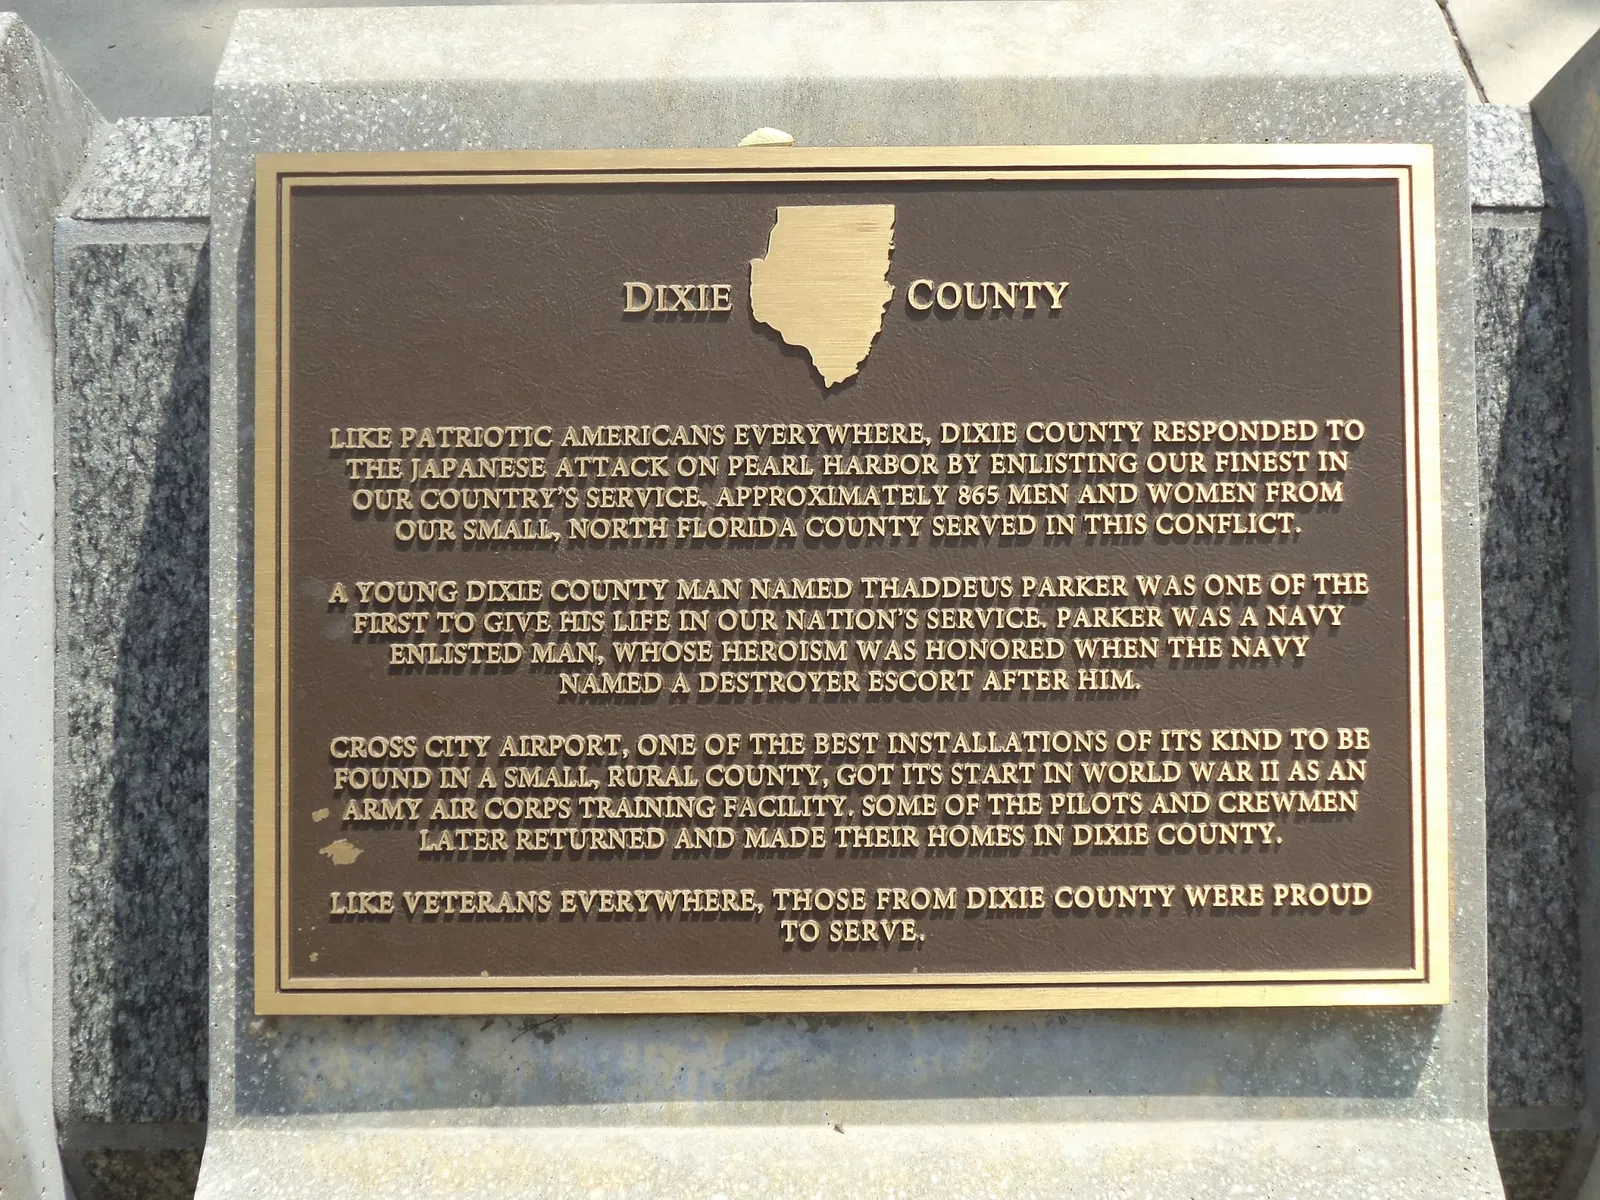 DIXIE COUNTY
LIKE PATRIOTIC AMERICANS EVERYWHERE, DIXIE COUNTY RESPONDED TO
THE JAPANESE ATTACK ON PEARL HARBOR BY ENLISTING OUR FINEST IN
OUR COUNTRY'S SERVICE. APPROXIMATELY 865 MEN AND WOMEN FROM
OUR SMALL, NORTH FLORIDA COUNTY SERVED IN THIS CONFLICT.
A YOUNG DIXIE COUNTY MAN NAMED THADDEUS PARKER WAS ONE OF THE
FIRST TO GIVE HIS LIFE IN OUR NATION'S SERVICE. PARKER WAS A NAVY
ENLISTED MAN, WHOSE HEROISM WAS HONORED WHEN THE NAVY
NAMED A DESTROYER ESCORT AFTER HIM.
CROSS CITY AIRPORT, ONE OF THE BEST INSTALLATIONS OF ITS KIND TO BE
FOUND IN A SMALL, RURAL COUNTY, GOT ITS START IN WORLD WAR II AS AN
ARMY AIR CORPS TRAINING FACILITY. SOME OF THE PILOTS AND CREWMEN
LATER RETURNED AND MADE THEIR HOMES IN DIXIE COUNTY.
LIKE VETERANS EVERYWHERE, THOSE FROM DIXIE COUNTY WERE PROUD
TO SERVE.